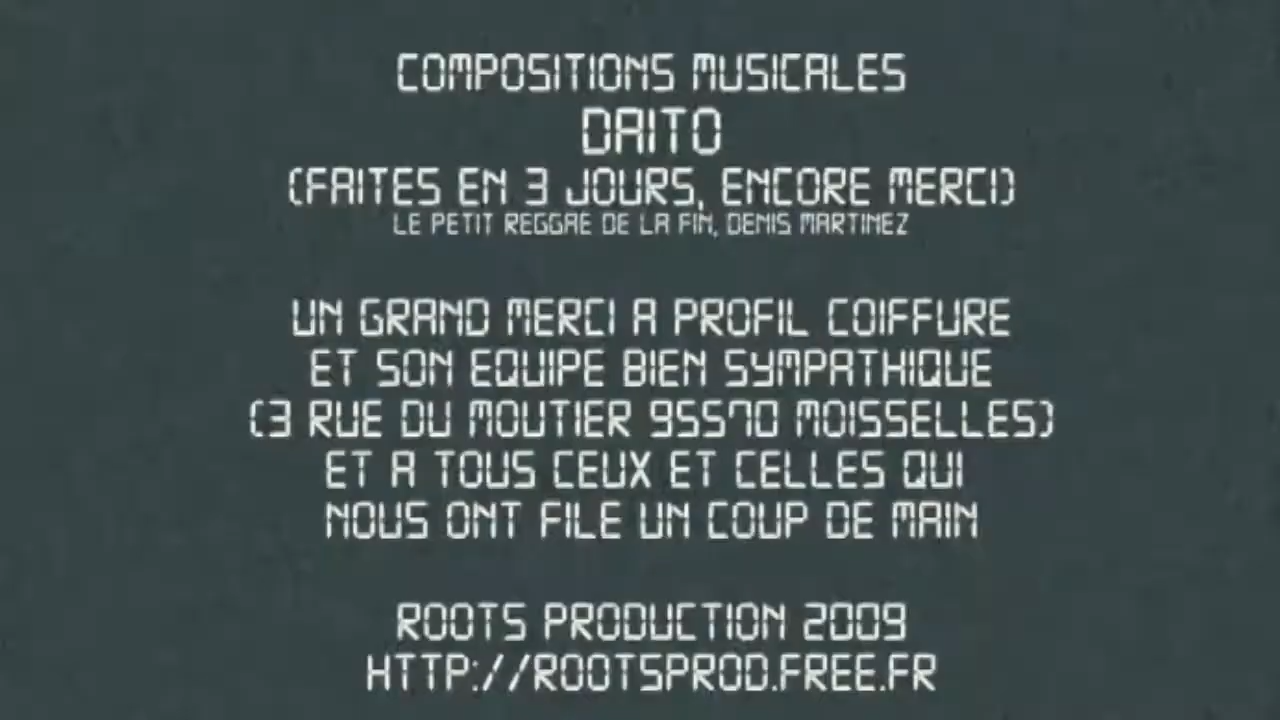 COMPOSITIONS MUSICALES
DAITO
(FAITES EN 3 JOURS, ENCORE MERCI)
LE PETIT REGGAE DE LA FIN, DENIS MARTINEZ
UN GRAND MERCI A PROFIL COIFFURE
ET SON EQUIPE BIEN SYMPATHIQUE
(3 RUE DU MOUTIER 95570 MOISSELLES)
ET A TOUS CEUX ET CELLES QUI
NOUS ONT FILE UN COUP DE MAIN
ROOTS PRODUCTION 2009
HTTP://ROOTSPROD.FREE.FR